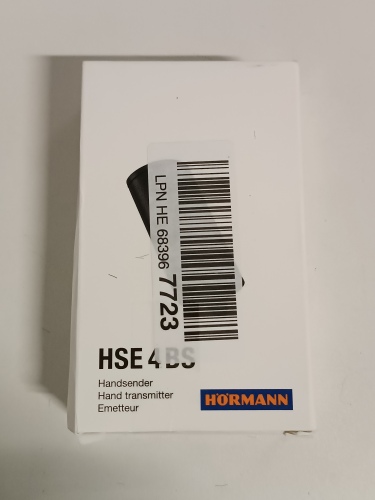 LPN HE 68396 7723
HSE 4 BS
Handsender
Hand transmitter
Emetteur
HÖRMANN